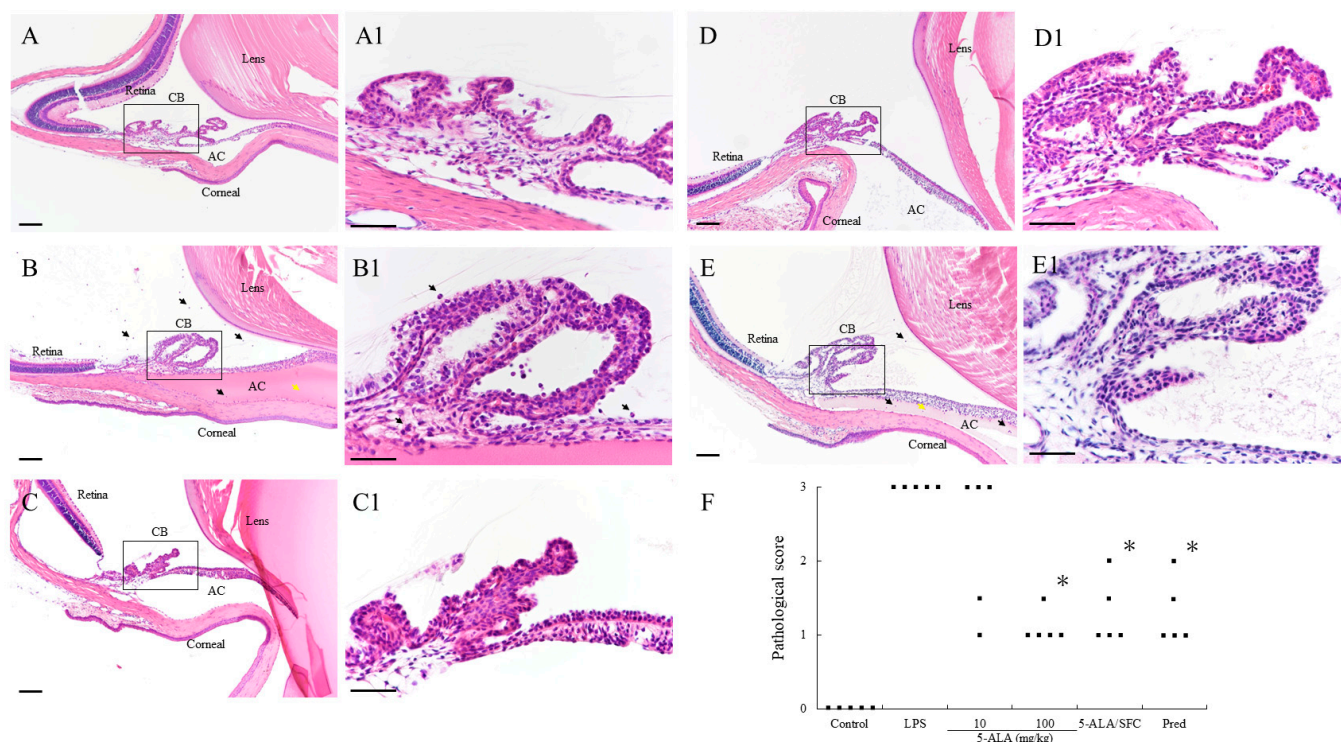 A
Lens
Retina
CB
AC
Corneal
A1
D
Lens
CB
Retina
Corneal
AC
D1
B
Lens
CB
Retina
AC
Corneal
B1
E
Lens
CB
Retina
AC
Corneal
E1
C
Retina
Lens
CB
AC
Corneal
C1
F
Pathological score
3
2
1
0
* * *
Control LPS 10 100 5-ALA/SFC Pred
5-ALA (mg/kg)